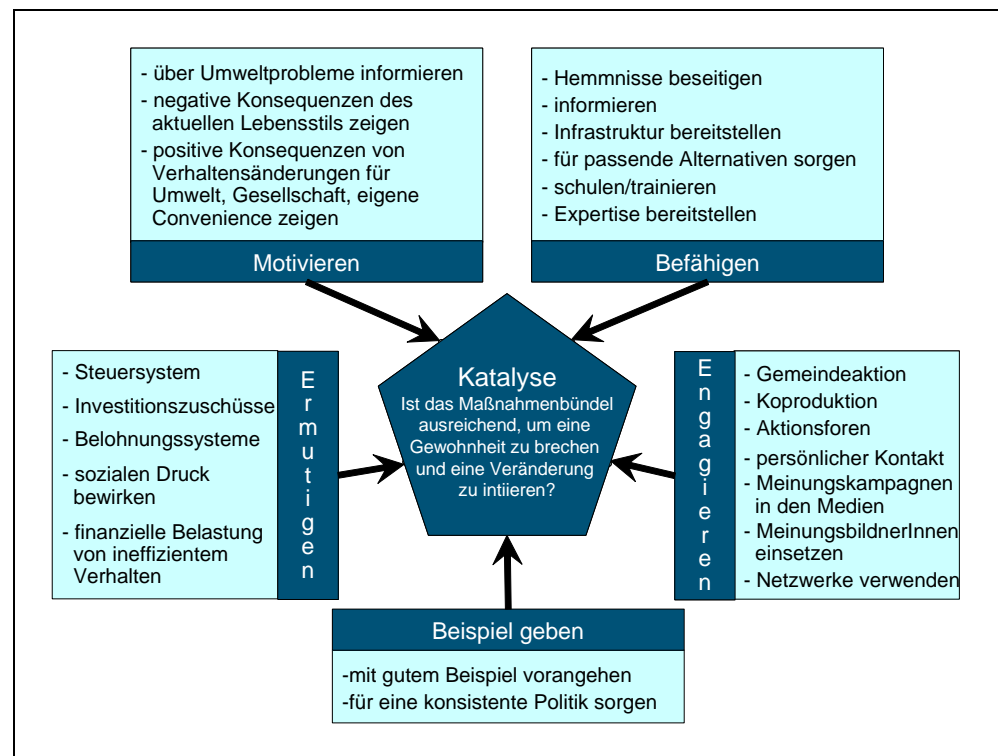 - über Umweltprobleme informieren
- negative Konsequenzen des
aktuellen Lebensstils zeigen
- positive Konsequenzen von
Verhaltensänderungen für
Umwelt, Gesellschaft, eigene
Convenience zeigen
Motivieren
- Hemmnisse beseitigen
- informieren
- Infrastruktur bereitstellen
- für passende Alternativen sorgen
- schulen/trainieren
- Expertise bereitstellen
Befähigen
- Steuersystem
- Investitionszuschüsse
- Belohnungssysteme
- sozialen Druck
bewirken
- finanzielle Belastung
von ineffizientem
Verhalten
Ermutigen
Katalyse
Ist das Maßnahmenbündel
ausreichend, um eine
Gewohnheit zu brechen
und eine Veränderung
zu intiieren?
Engagieren
- Gemeindeaktion
- Koproduktion
- Aktionsforen
- persönlicher Kontakt
- Meinungskampagnen
in den Medien
- MeinungsbildnerInnen
einsetzen
- Netzwerke verwenden
Beispiel geben
-mit gutem Beispiel vorangehen
-für eine konsistente Politik sorgen